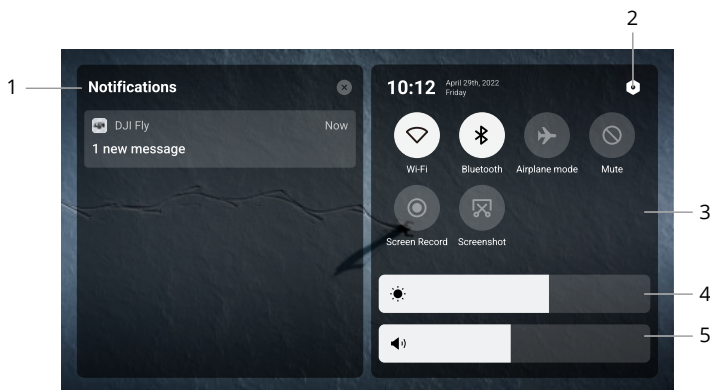 2
1
Notifications
DJI Fly
Now
1 new message
10:12
April 29th, 2022
Friday
Wi-Fi
Bluetooth
Airplane mode
Mute
Screen Record
Screenshot
3
4
5